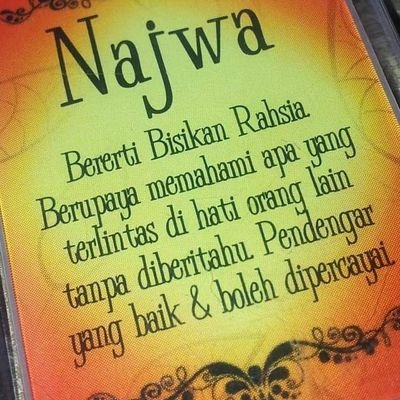 Najwa
Bererti Bisikan Rahsia.
Berupaya memahami apa yang
terlintas di hati orang lain
tanpa diberitahu. Pendengar
yang baik & boleh dipercayai.